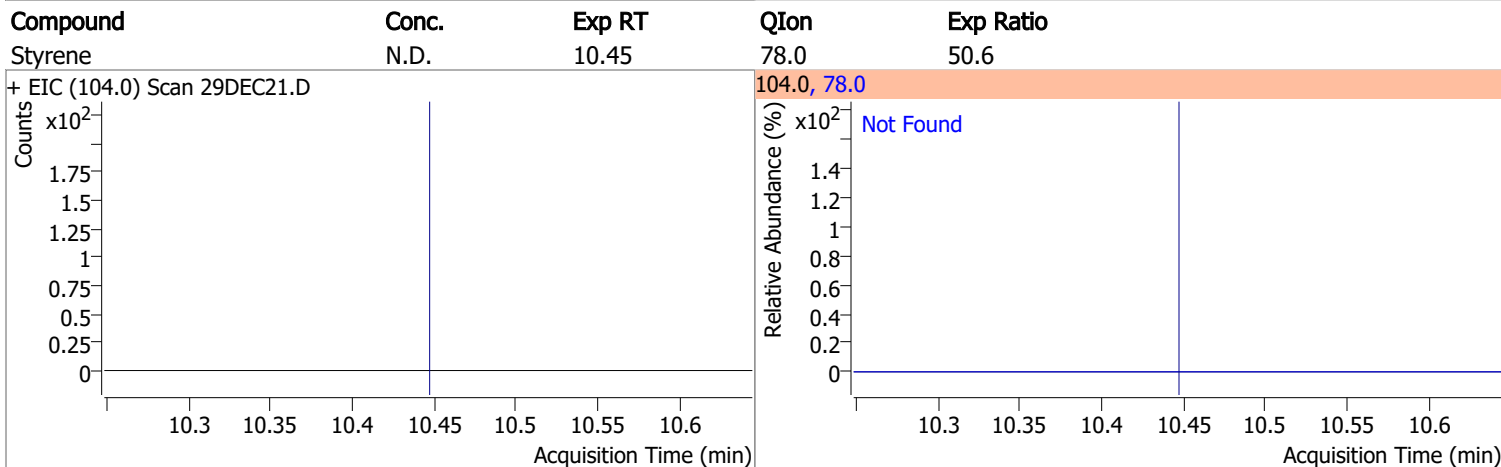 Compound Conc. Exp RT QIon Exp Ratio
Styrene N.D. 10.45 78.0 50.6
+ EIC (104.0) Scan 29DEC21.D
104.0, 78.0
Counts
x10²
1.75
1.5
1.25
1
0.75
0.5
0.25
0
10.3 10.35 10.4 10.45 10.5 10.55 10.6
Acquisition Time (min)
Relative Abundance (%)
x10²
Not Found
1.4
1.2
1
0.8
0.6
0.4
0.2
0
10.3 10.35 10.4 10.45 10.5 10.55 10.6
Acquisition Time (min)